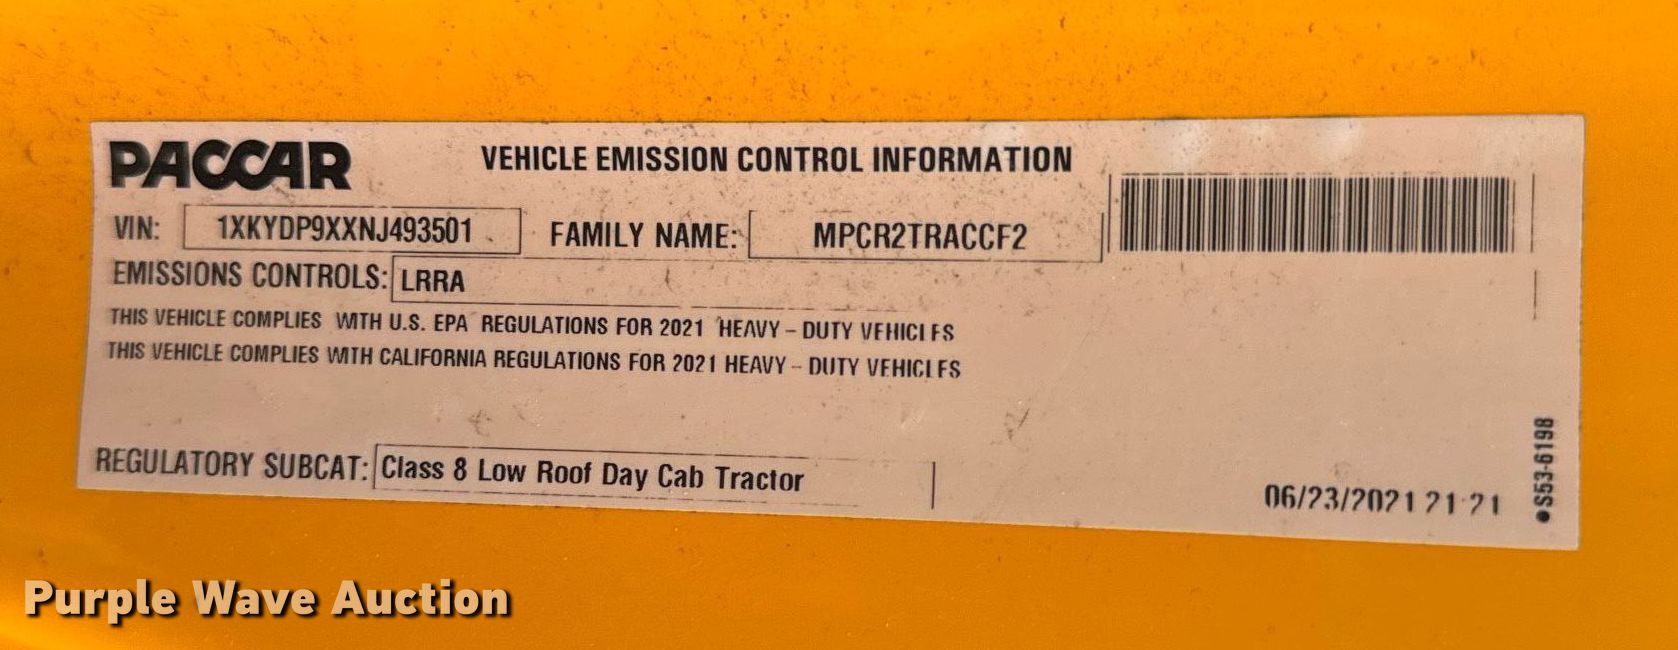 PACCAR VEHICLE EMISSION CONTROL INFORMATION
VIN: 1XKYDP9XXNJ493501 FAMILY NAME: MPCR2TRACCF2
EMISSIONS CONTROLS: LRRA
THIS VEHICLE COMPLIES WITH U.S. EPA REGULATIONS FOR 2021 HEAVY - DUTY VEHICLES
THIS VEHICLE COMPLIES WITH CALIFORNIA REGULATIONS FOR 2021 HEAVY - DUTY VEHICLES
REGULATORY SUBCAT: Class 8 Low Roof Day Cab Tractor
06/23/2021 21:21
●S53-6198
Purple Wave Auction